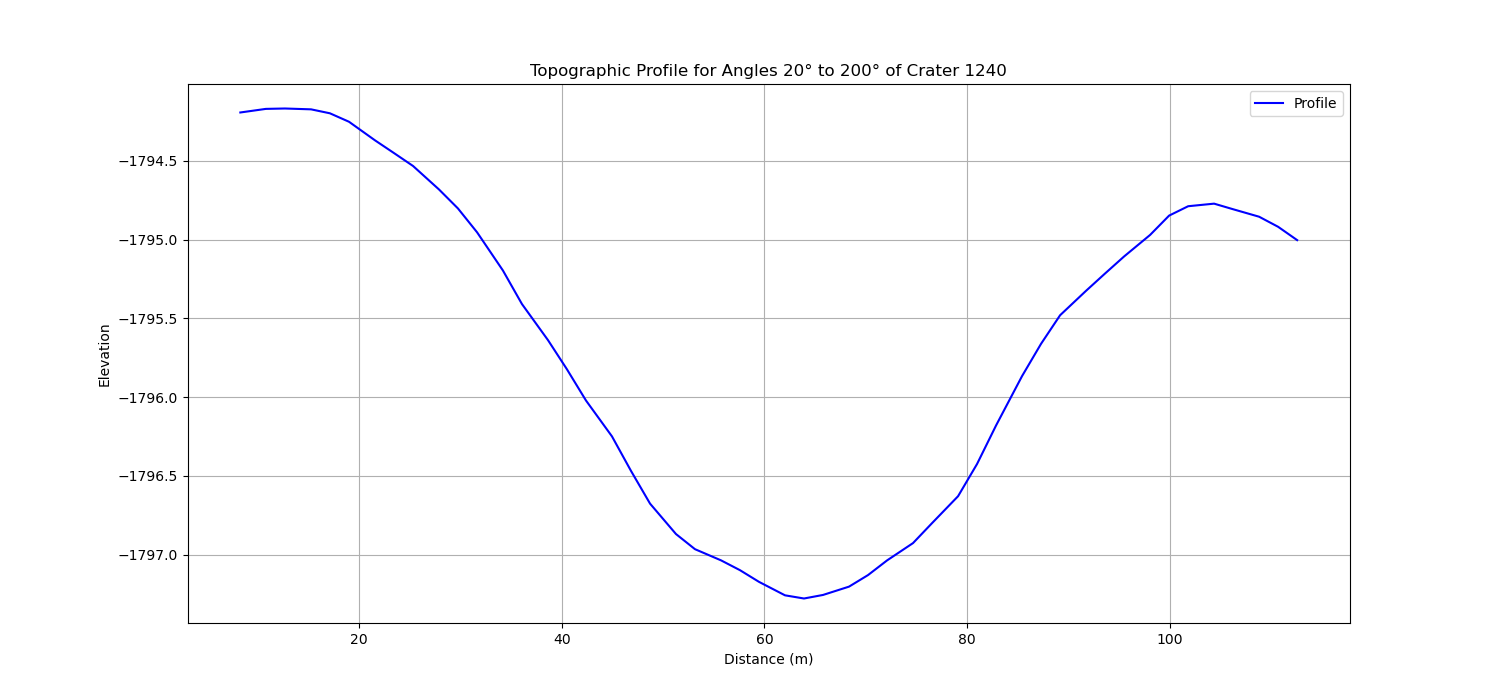 Topographic Profile for Angles 20° to 200° of Crater 1240
Profile
−1794.5
−1795.0
−1795.5
−1796.0
−1796.5
−1797.0
Elevation
20 40 60 80 100
Distance (m)